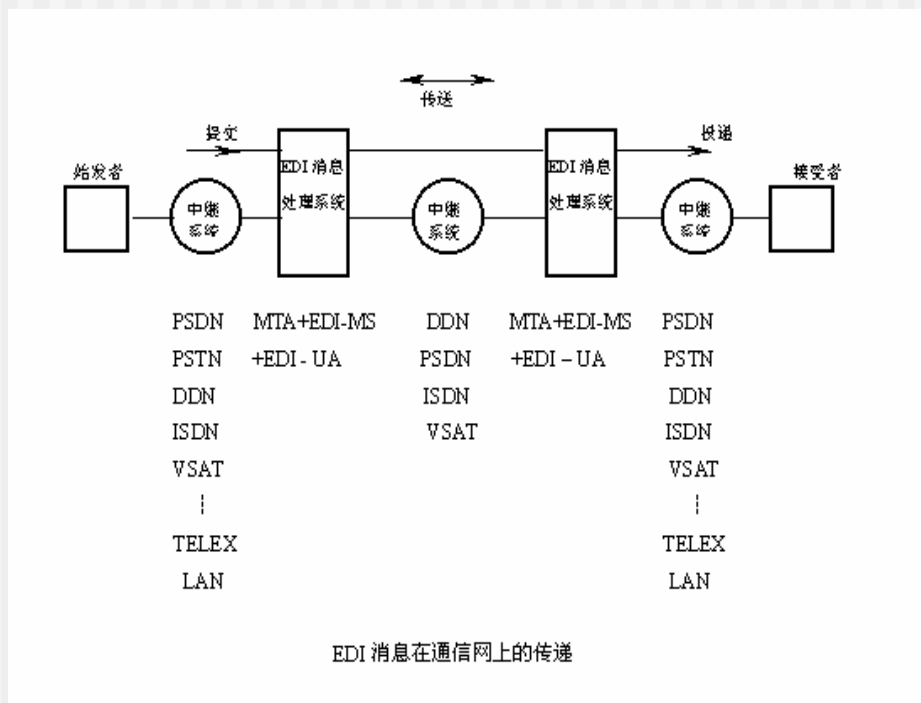 传送
提交
投递
始发者
EDI 消息
处理系统
EDI 消息
处理系统
接受者
中继
系统
中继
系统
中继
系统
PSDN MTA+EDI-MS DDN MTA+EDI-MS PSDN
PSTN +EDI - UA PSDN +EDI – UA PSTN
DDN ISDN DDN
ISDN VSAT ISDN
VSAT VSAT
TELEX TELEX
LAN LAN
EDI 消息在通信网上的传递